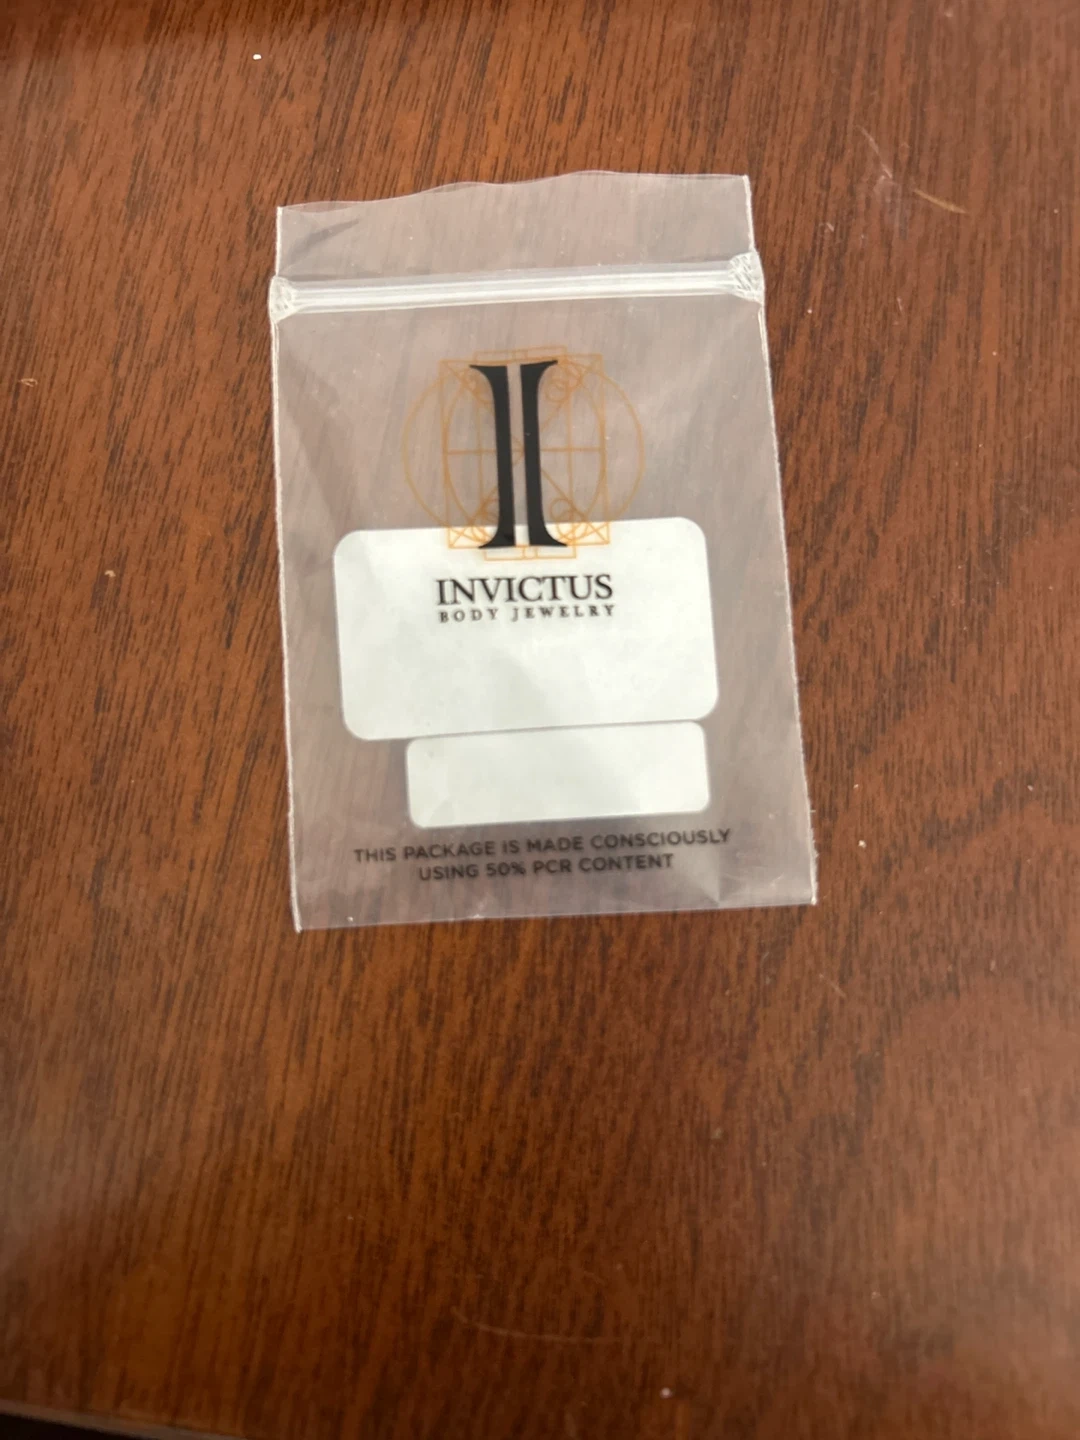 INVICTUS
BODY JEWELRY
THIS PACKAGE IS MADE CONSCIOUSLY
USING 50% PCR CONTENT